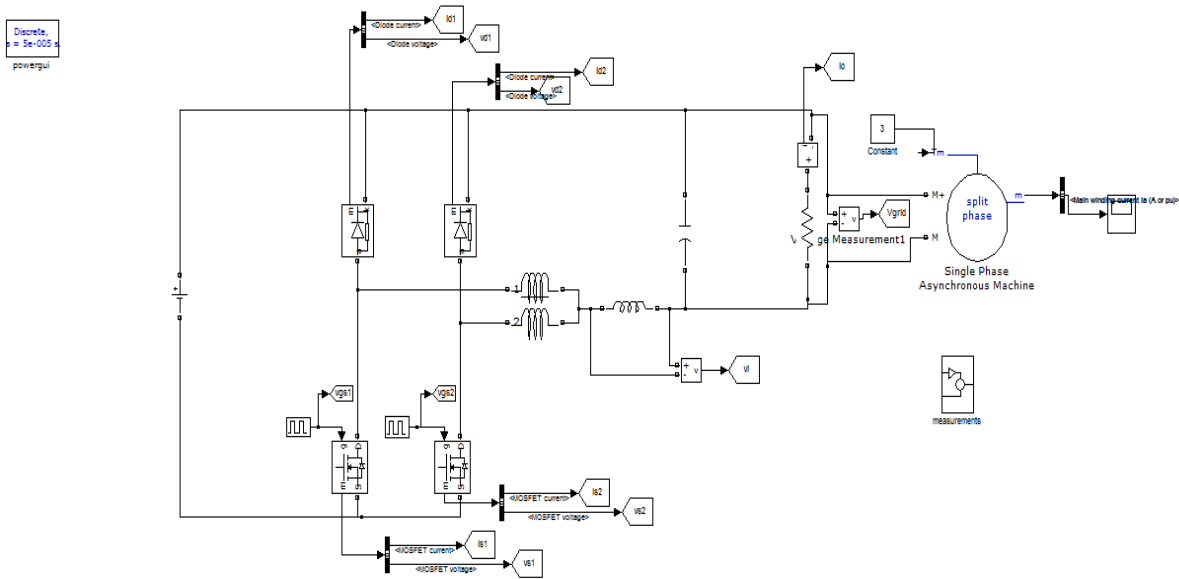 Discrete,
s = 5e-005 s.
powergui
<Diode current>
Id1
<Diode voltage>
vd1
<Diode current>
Id2
<Diode voltage>
vd2
Io
3
Constant
Tm
M+
M
m
split
phase
Single Phase
Asynchronous Machine
<Main winding current Ia (A or pu)>
+
-
v
Vgrid
V
ge Measurement1
1
2
+
-
v
vl
vgs1
vgs2
<MOSFET current>
Is2
<MOSFET voltage>
vs2
<MOSFET current>
Is1
<MOSFET voltage>
vs1
measurements